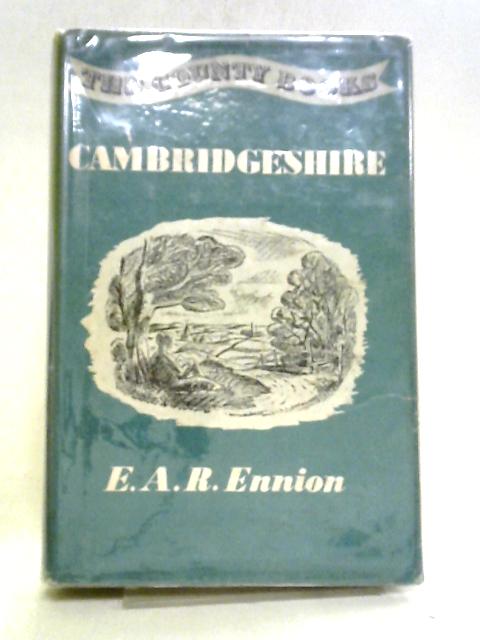 THE COUNTY BOOKS
CAMBRIDGESHIRE
E. A. R. Ennion